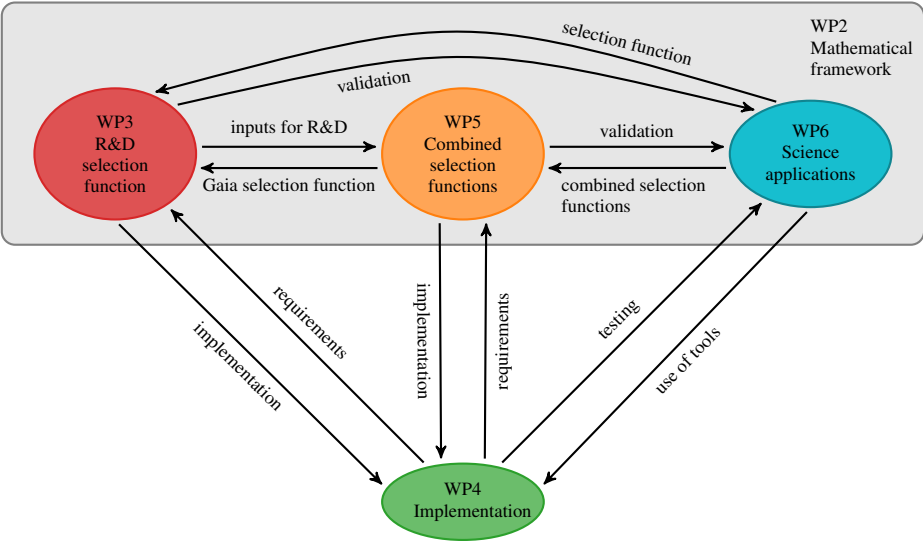 WP2
Mathematical
framework
selection function
validation
WP3
R&D
selection
function
inputs for R&D
Gaia selection function
WP5
Combined
selection
functions
validation
combined selection
functions
WP6
Science
applications
implementation
requirements
implementation
requirements
testing
use of tools
WP4
Implementation